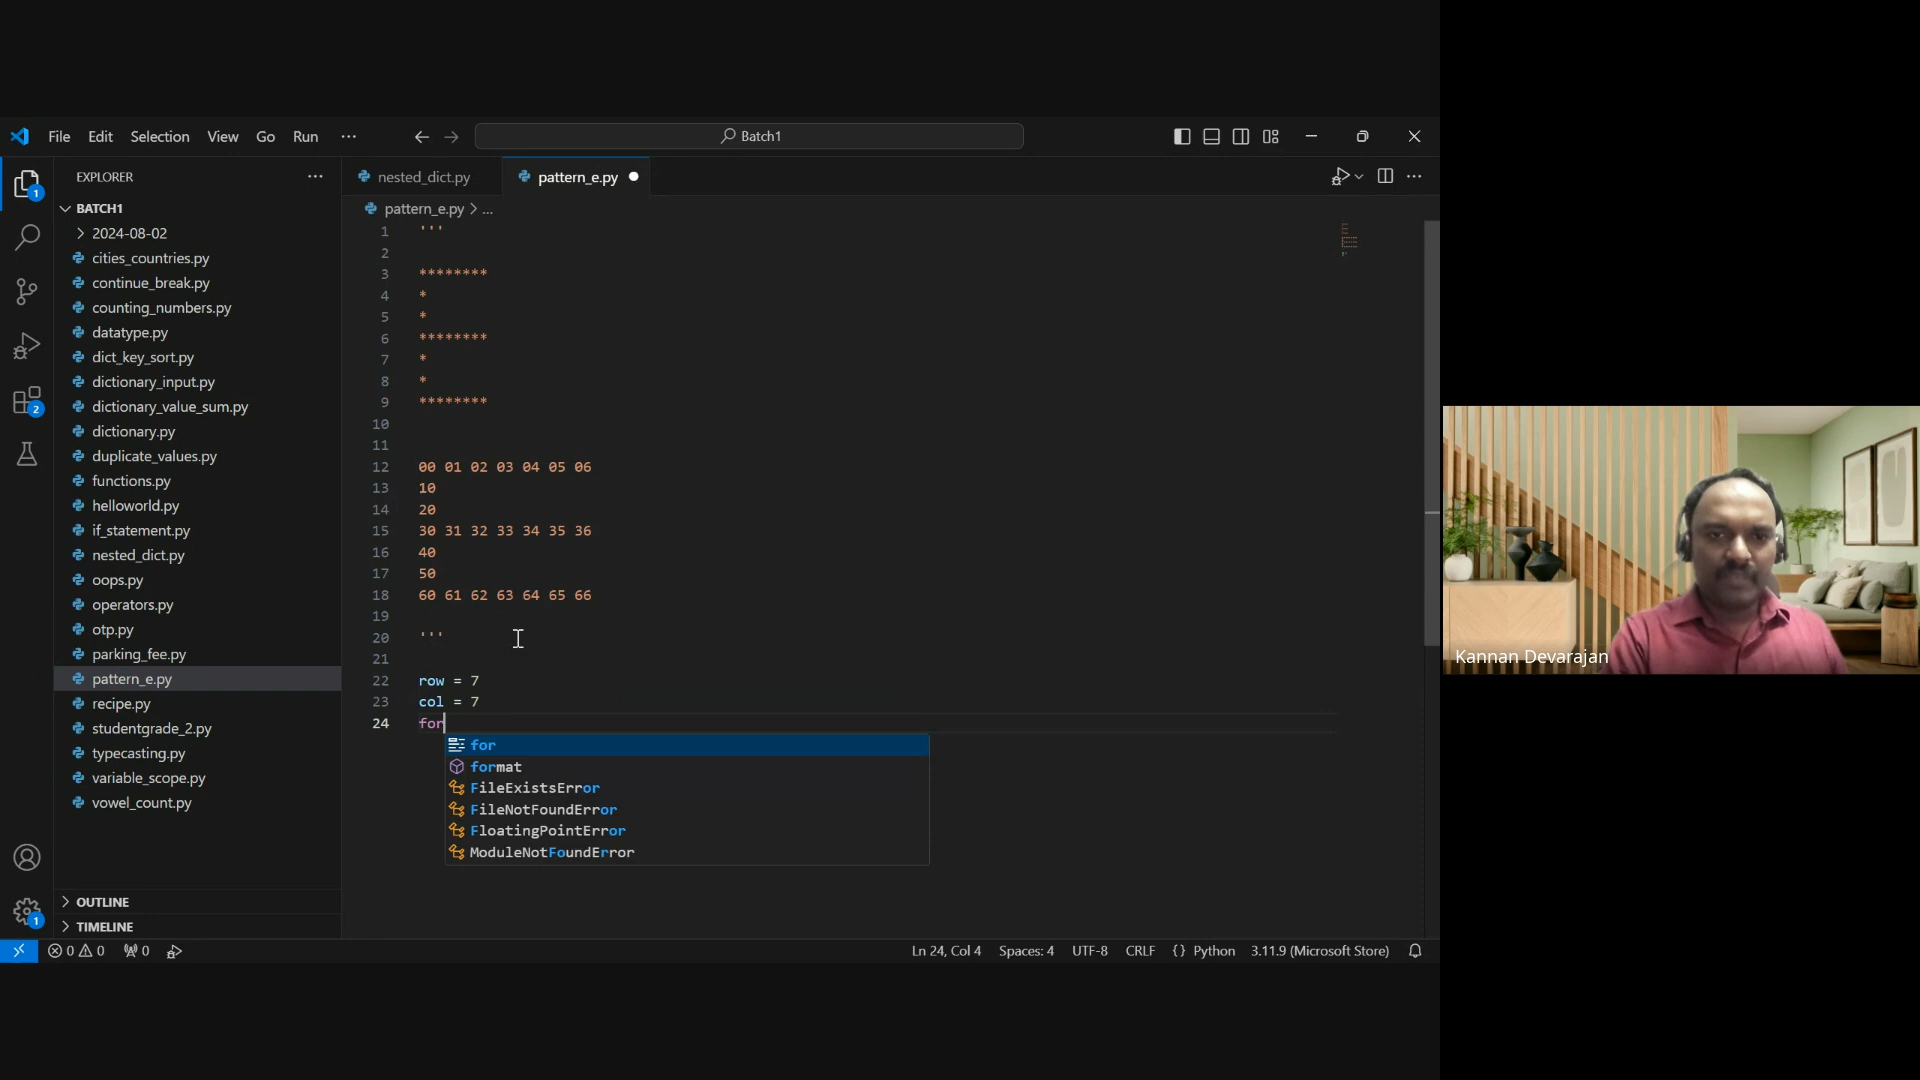 File Edit Selection View Go Run ··· ← → Batch1
EXPLORER ···
BATCH1
2024-08-02
cities_countries.py
continue_break.py
counting_numbers.py
datatype.py
dict_key_sort.py
dictionary_input.py
dictionary_value_sum.py
dictionary.py
duplicate_values.py
functions.py
helloworld.py
if_statement.py
nested_dict.py
oops.py
operators.py
otp.py
parking_fee.py
pattern_e.py
recipe.py
studentgrade_2.py
typecasting.py
variable_scope.py
vowel_count.py
OUTLINE
TIMELINE
1
2
1
nested_dict.py pattern_e.py
pattern_e.py > ...
1 '''
2
3 ********
4 *
5 *
6 ********
7 *
8 *
9 ********
10
11
12 00 01 02 03 04 05 06
13 10
14 20
15 30 31 32 33 34 35 36
16 40
17 50
18 60 61 62 63 64 65 66
19
20 '''
21
22 row = 7
23 col = 7
24 for
for
format
FileExistsError
FileNotFoundError
FloatingPointError
ModuleNotFoundError
0 0 0 Ln 24, Col 4 Spaces: 4 UTF-8 CRLF {} Python 3.11.9 (Microsoft Store)
Kannan Devarajan